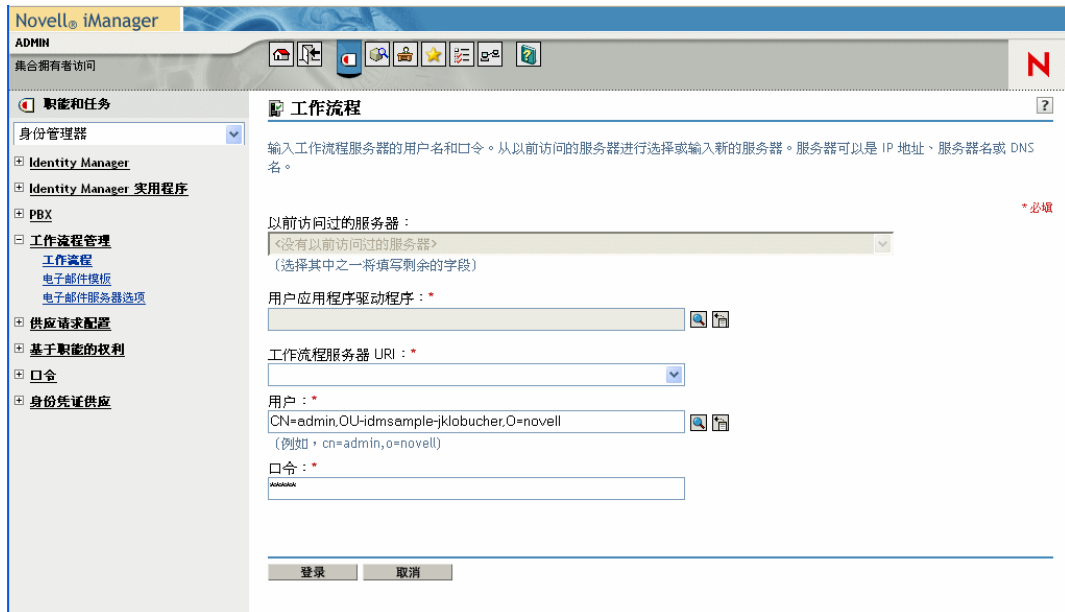 Novell® iManager
ADMIN
集合拥有者访问
N
职能和任务
身份管理器
Identity Manager
Identity Manager 实用程序
PBX
工作流程管理
工作流程
电子邮件模板
电子邮件服务器选项
供应请求配置
基于职能的权利
口令
身份凭证供应
工作流程
?
输入工作流程服务器的用户名和口令。从以前访问的服务器进行选择或输入新的服务器。服务器可以是 IP 地址、服务器名或 DNS
名。
*必填
以前访问过的服务器：
<没有以前访问过的服务器>
（选择其中之一将填写剩余的字段）
用户应用程序驱动程序：*
工作流程服务器 URI：*
用户：*
CN=admin,OU-idmsample-jklobucher,O=novell
（例如，cn=admin,o=novell)
口令：*
*****
登录
取消